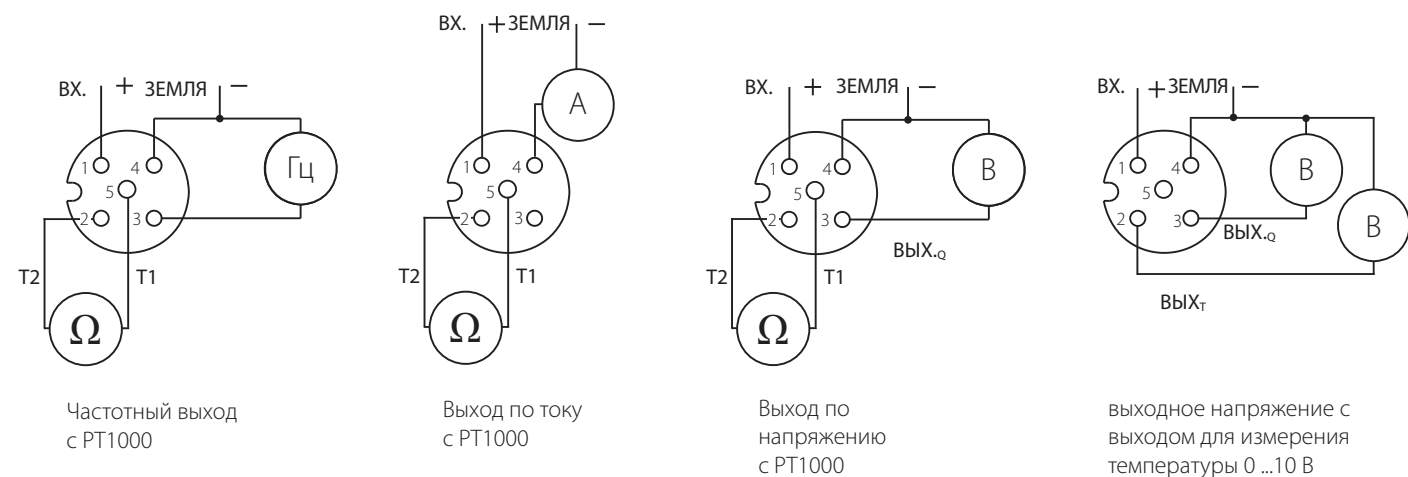 ВХ. + ЗЕМЛЯ –
1 4
5
2 3
Гц
T2 T1
Ω
Частотный выход
с PT1000
ВХ. + ЗЕМЛЯ –
A
1 4
5
2 3
T2 T1
Ω
Выход по току
с PT1000
ВХ. + ЗЕМЛЯ –
1 4
5
2 3
В
ВЫХ.Q
T2 T1
Ω
Выход по
напряжению
с PT1000
ВХ. + ЗЕМЛЯ –
1 4
5
2 3
В
В
ВЫХ.Q
ВЫХT
выходное напряжение с
выходом для измерения
температуры 0 ...10 В